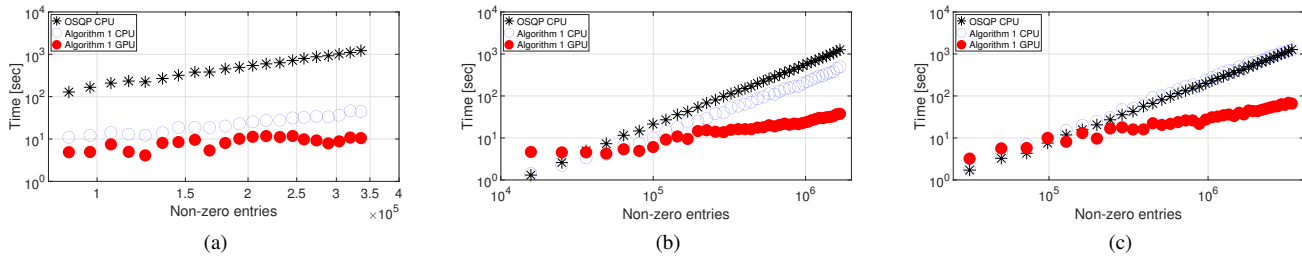 OSQP CPU
Algorithm 1 CPU
Algorithm 1 GPU
Time [sec]
10^4
10^3
10^2
10^1
10^0
1
1.5
2
2.5
3
3.5
4
×10^5
Non-zero entries
(a)
OSQP CPU
Algorithm 1 CPU
Algorithm 1 GPU
Time [sec]
10^4
10^3
10^2
10^1
10^0
10^4
10^5
10^6
Non-zero entries
(b)
OSQP CPU
Algorithm 1 CPU
Algorithm 1 GPU
Time [sec]
10^4
10^3
10^2
10^1
10^0
10^5
10^6
Non-zero entries
(c)